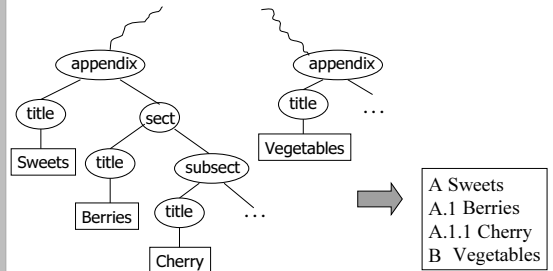 appendix
appendix
title
sect
title
...
Sweets
title
subsect
Vegetables
Berries
title
...
Cherry
A Sweets
A.1 Berries
A.1.1 Cherry
B Vegetables